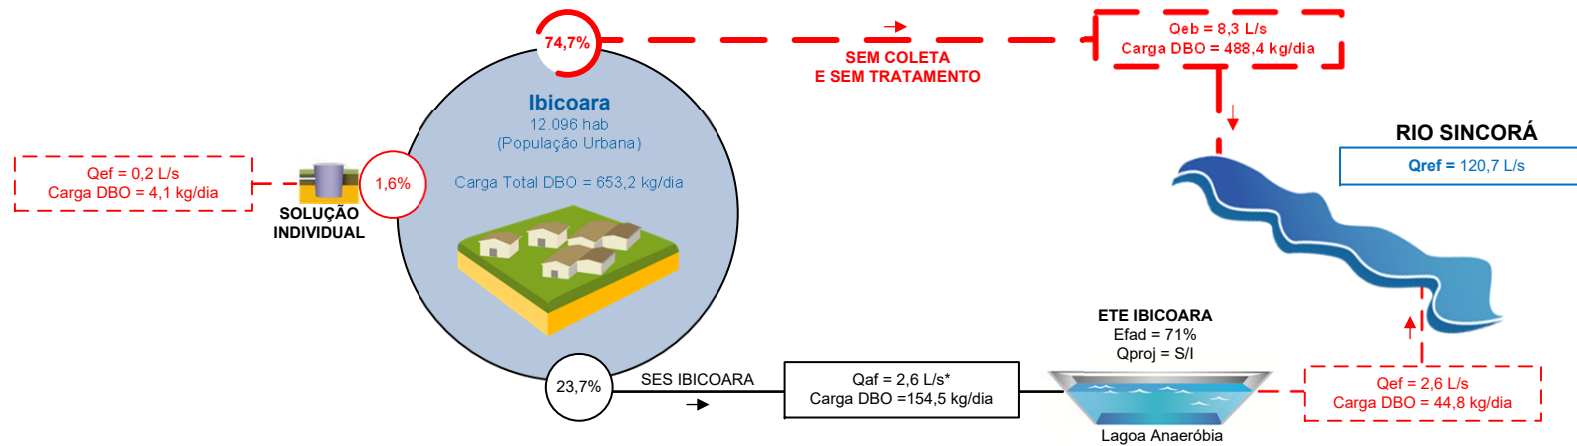 74,7%
SEM COLETA
E SEM TRATAMENTO
Qeb = 8,3 L/s
Carga DBO = 488,4 kg/dia
Ibicoara
12.096 hab
(População Urbana)
Carga Total DBO = 653,2 kg/dia
RIO SINCORÁ
Qref = 120,7 L/s
Qef = 0,2 L/s
Carga DBO = 4,1 kg/dia
1,6%
SOLUÇÃO
INDIVIDUAL
23,7%
SES IBICOARA
Qaf = 2,6 L/s*
Carga DBO =154,5 kg/dia
ETE IBICOARA
Efad = 71%
Qproj = S/I
Lagoa Anaeróbia
Qef = 2,6 L/s
Carga DBO = 44,8 kg/dia